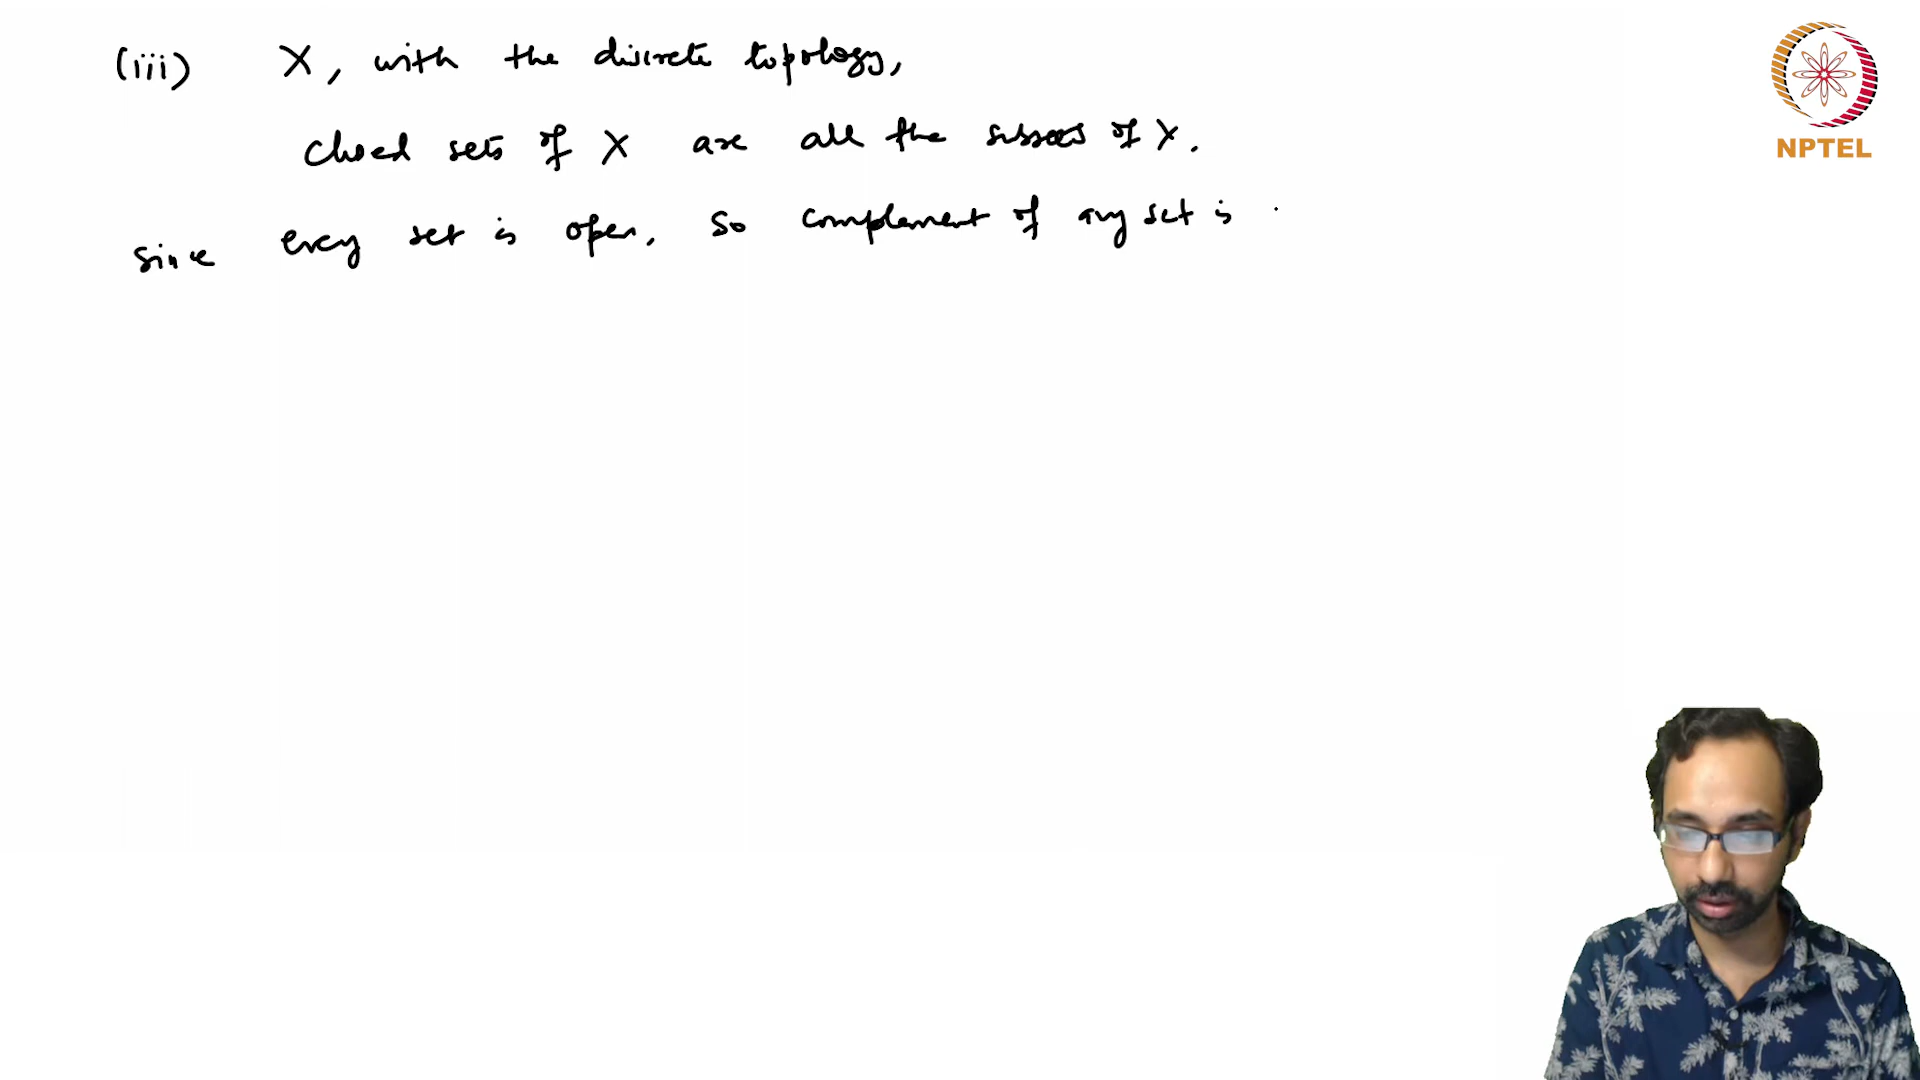 (iii) X, with the discrete topology,
closed sets of X are all the subsets of X.
since every set is open, so complement of any set is
NPTEL